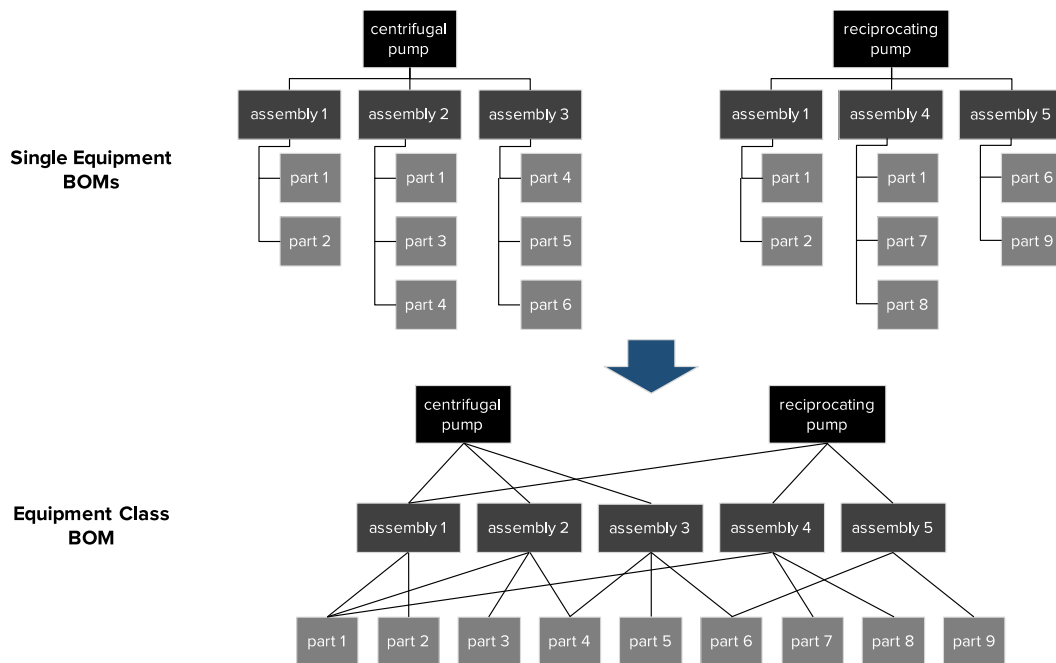 centrifugal
pump
reciprocating
pump
assembly 1
assembly 2
assembly 3
assembly 1
assembly 4
assembly 5
Single Equipment
BOMs
part 1
part 1
part 4
part 1
part 1
part 6
part 2
part 3
part 5
part 2
part 7
part 9
part 4
part 6
part 8
centrifugal
pump
reciprocating
pump
Equipment Class
BOM
assembly 1
assembly 2
assembly 3
assembly 4
assembly 5
part 1
part 2
part 3
part 4
part 5
part 6
part 7
part 8
part 9